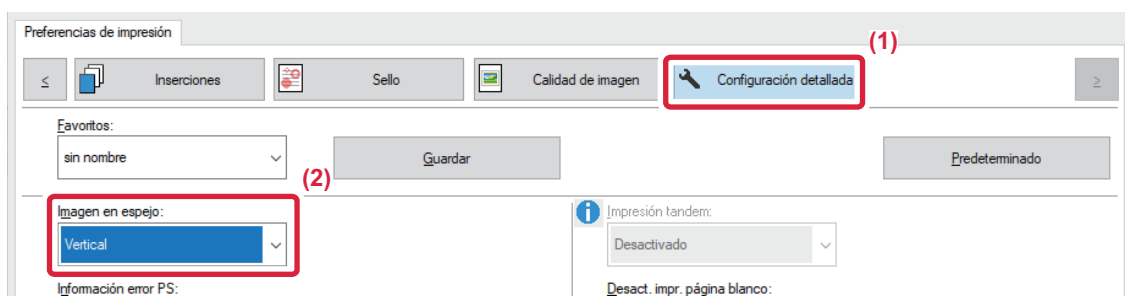 Preferencias de impresión
(1)
<
Inserciones
Sello
Calidad de imagen
Configuración detallada
>
Favoritos:
sin nombre
Guardar
Predeterminado
(2)
Imagen en espejo:
Vertical
Impresión tandem:
Desactivado
Información error PS:
Desact. impr. página blanco: